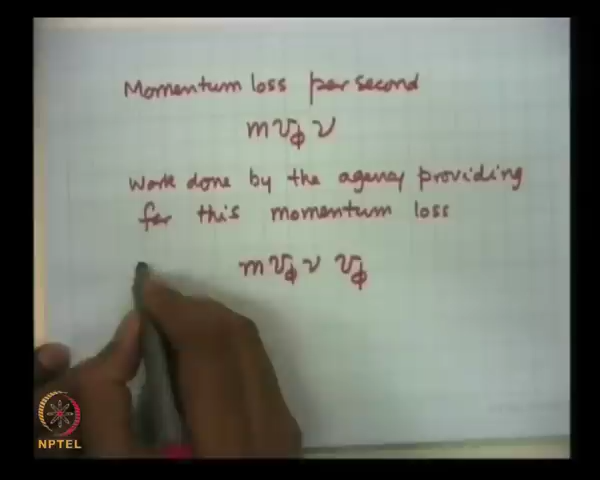 Momentum loss per second
m v_ϕ ν
Work done by the agency providing
for this momentum loss
m v_ϕ ν v_ϕ
NPTEL